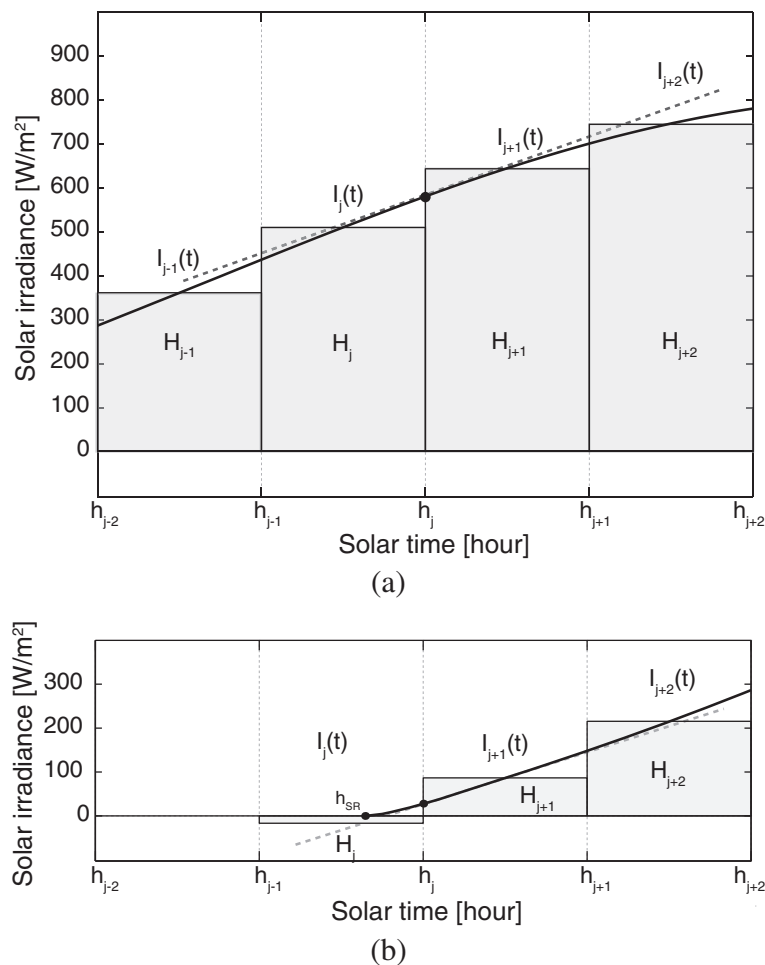 Solar irradiance [W/m²]
900
800
700
600
500
400
300
200
100
0
I_{j-1}(t)
I_j(t)
I_{j+1}(t)
I_{j+2}(t)
H_{j-1}
H_j
H_{j+1}
H_{j+2}
h_{j-2} h_{j-1} h_j h_{j+1} h_{j+2}
Solar time [hour]
(a)
Solar irradiance [W/m²]
300
200
100
0
I_j(t)
I_{j+1}(t)
I_{j+2}(t)
h_{SR}
H_j
H_{j+1}
H_{j+2}
h_{j-2} h_{j-1} h_j h_{j+1} h_{j+2}
Solar time [hour]
(b)